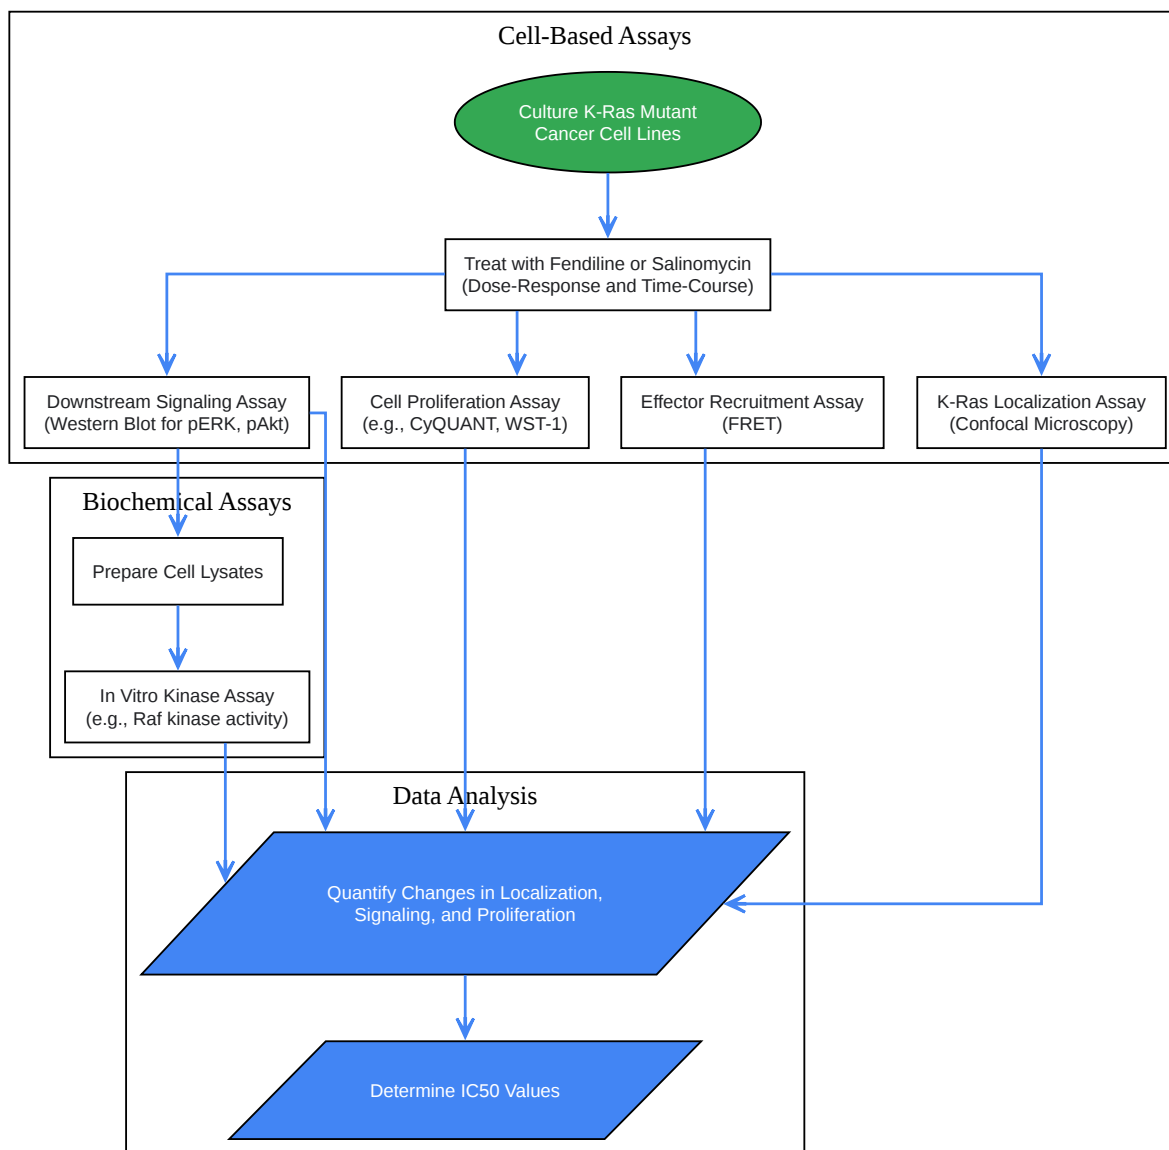 Cell-Based Assays
Culture K-Ras Mutant
Cancer Cell Lines
Treat with Fendiline or Salinomycin
(Dose-Response and Time-Course)
Downstream Signaling Assay
(Western Blot for pERK, pAkt)
Cell Proliferation Assay
(e.g., CyQUANT, WST-1)
Effector Recruitment Assay
(FRET)
K-Ras Localization Assay
(Confocal Microscopy)
Biochemical Assays
Prepare Cell Lysates
In Vitro Kinase Assay
(e.g., Raf kinase activity)
Data Analysis
Quantify Changes in Localization,
Signaling, and Proliferation
Determine IC50 Values